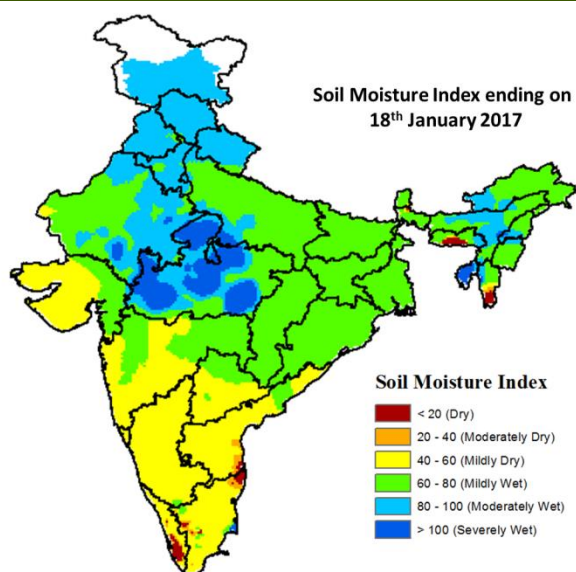 Soil Moisture Index ending on
18th January 2017
Soil Moisture Index
< 20 (Dry)
20 - 40 (Moderately Dry)
40 - 60 (Mildly Dry)
60 - 80 (Mildly Wet)
80 - 100 (Moderately Wet)
> 100 (Severely Wet)